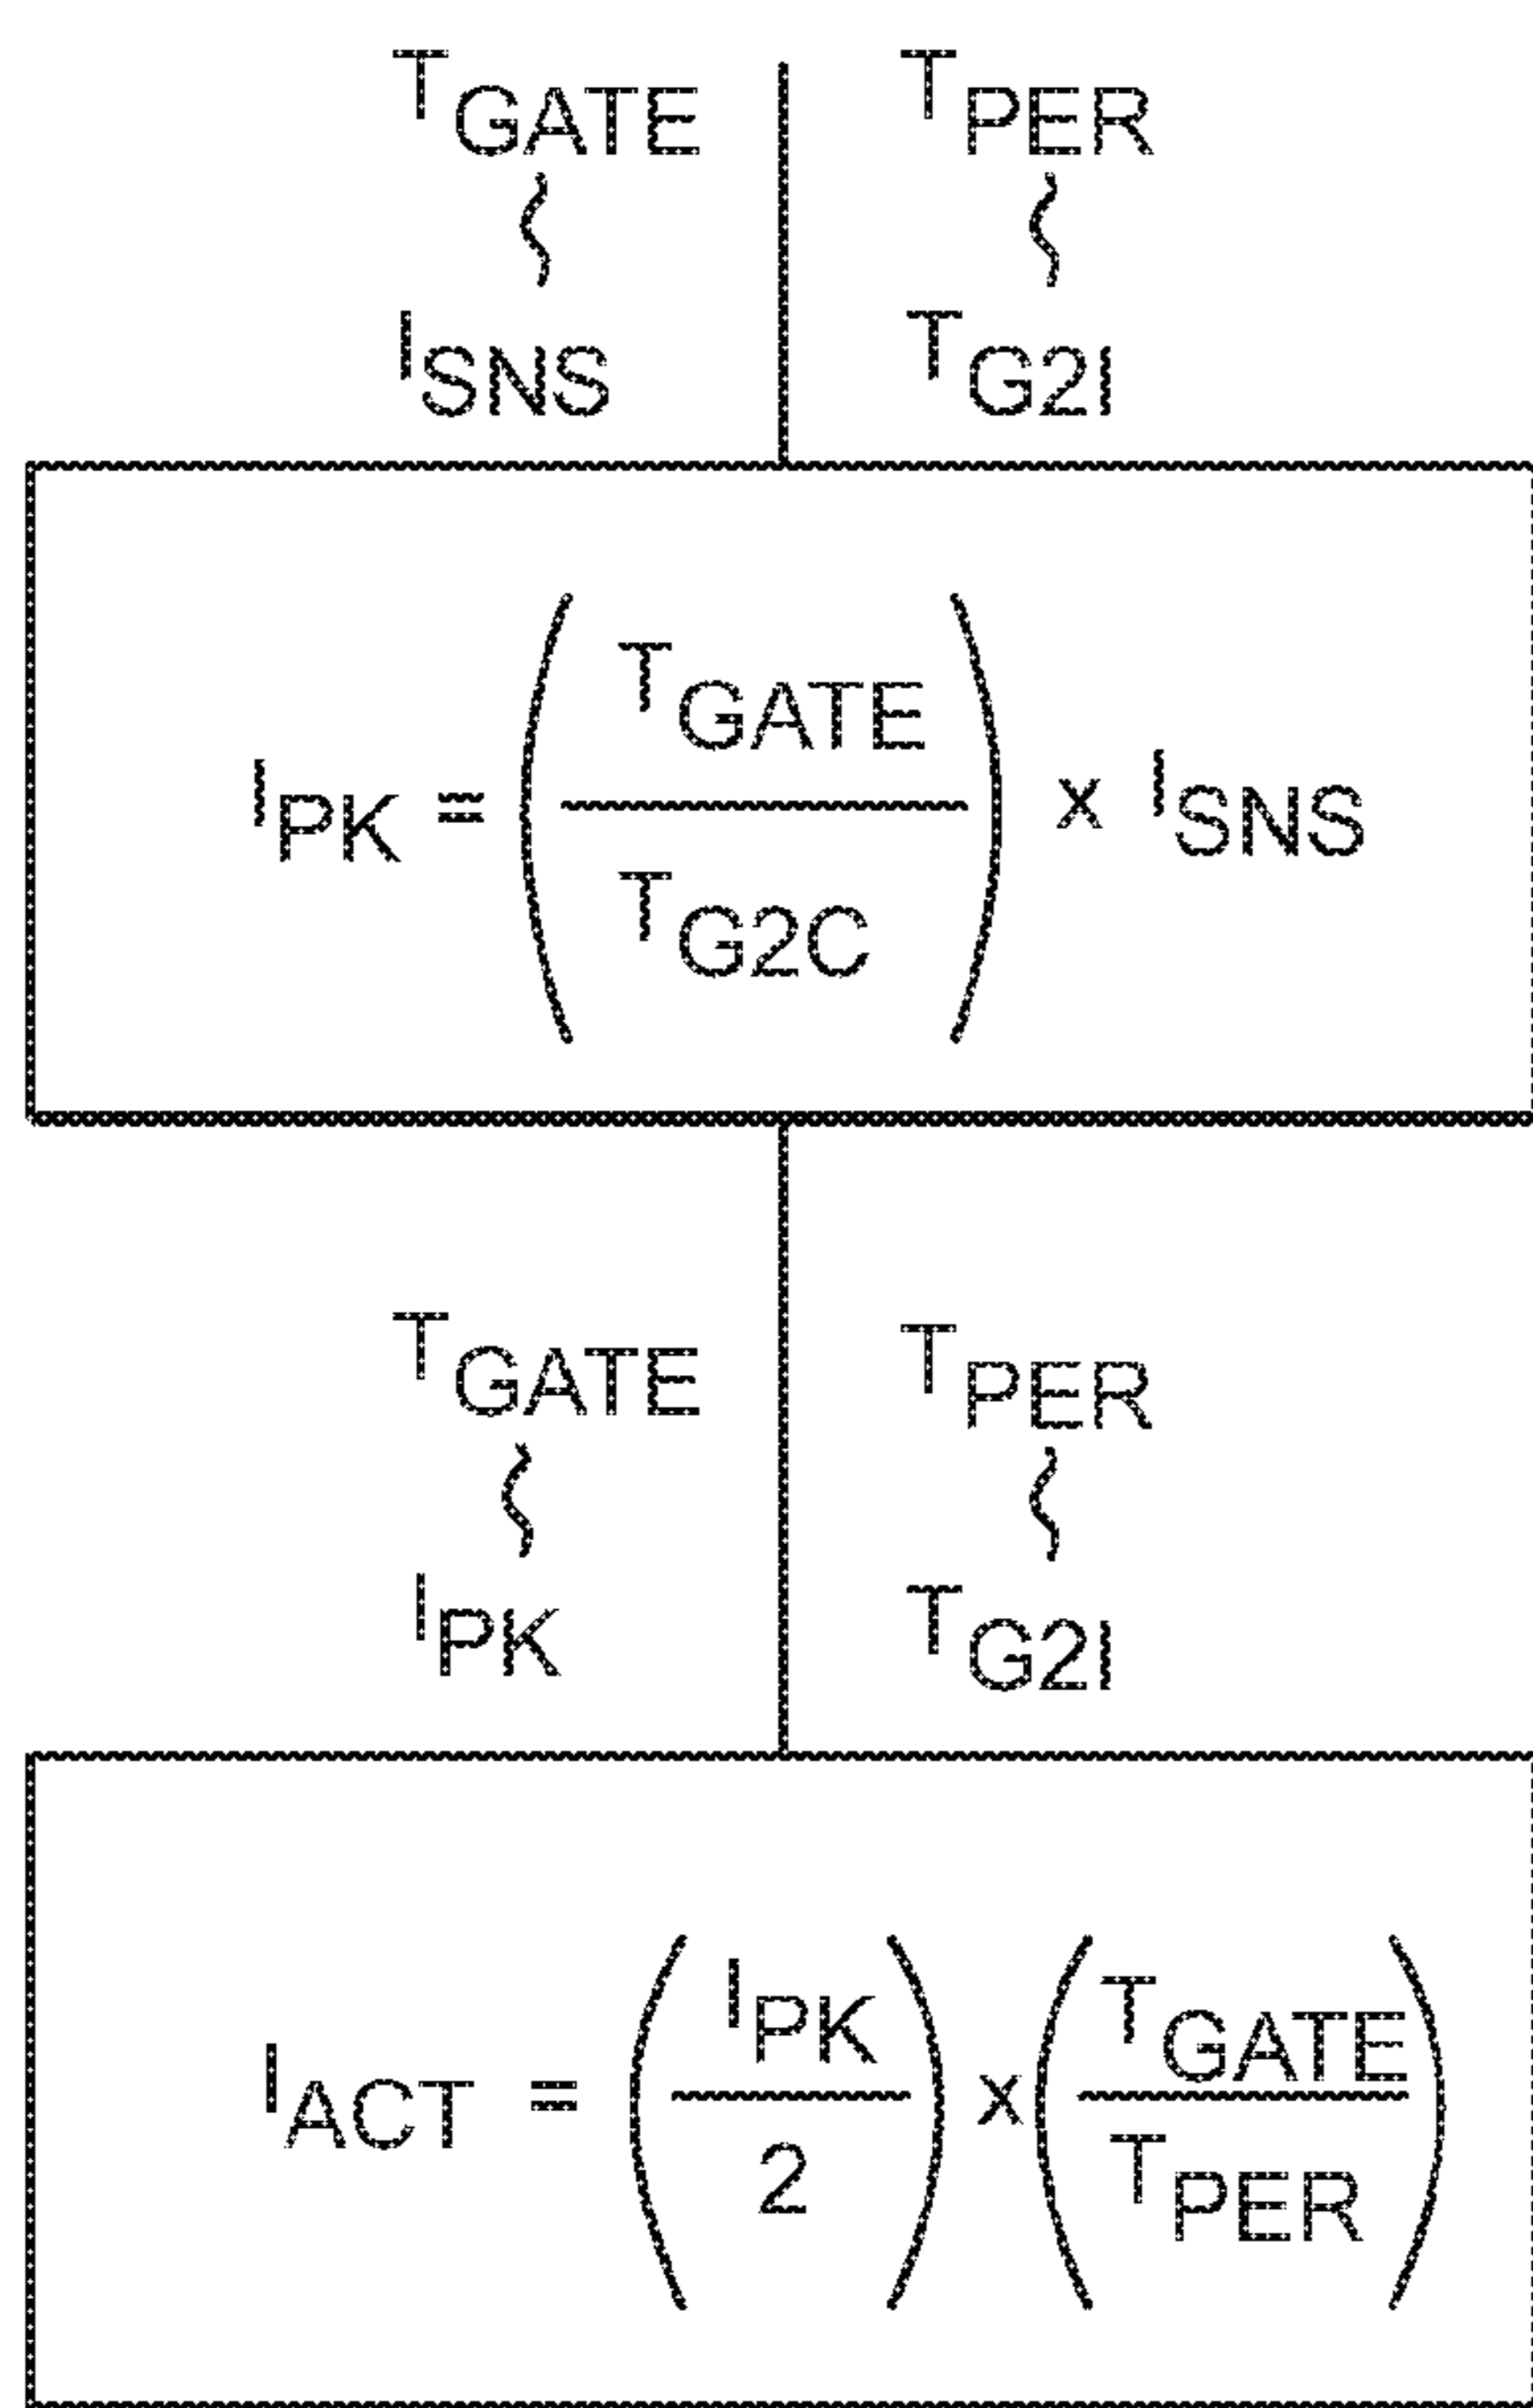 T_GATE T_PER
I_SNS T_G2I
I_PK = ( T_GATE / T_G2C ) x I_SNS
T_GATE T_PER
I_PK T_G2I
I_ACT = ( I_PK / 2 ) x ( T_GATE / T_PER )